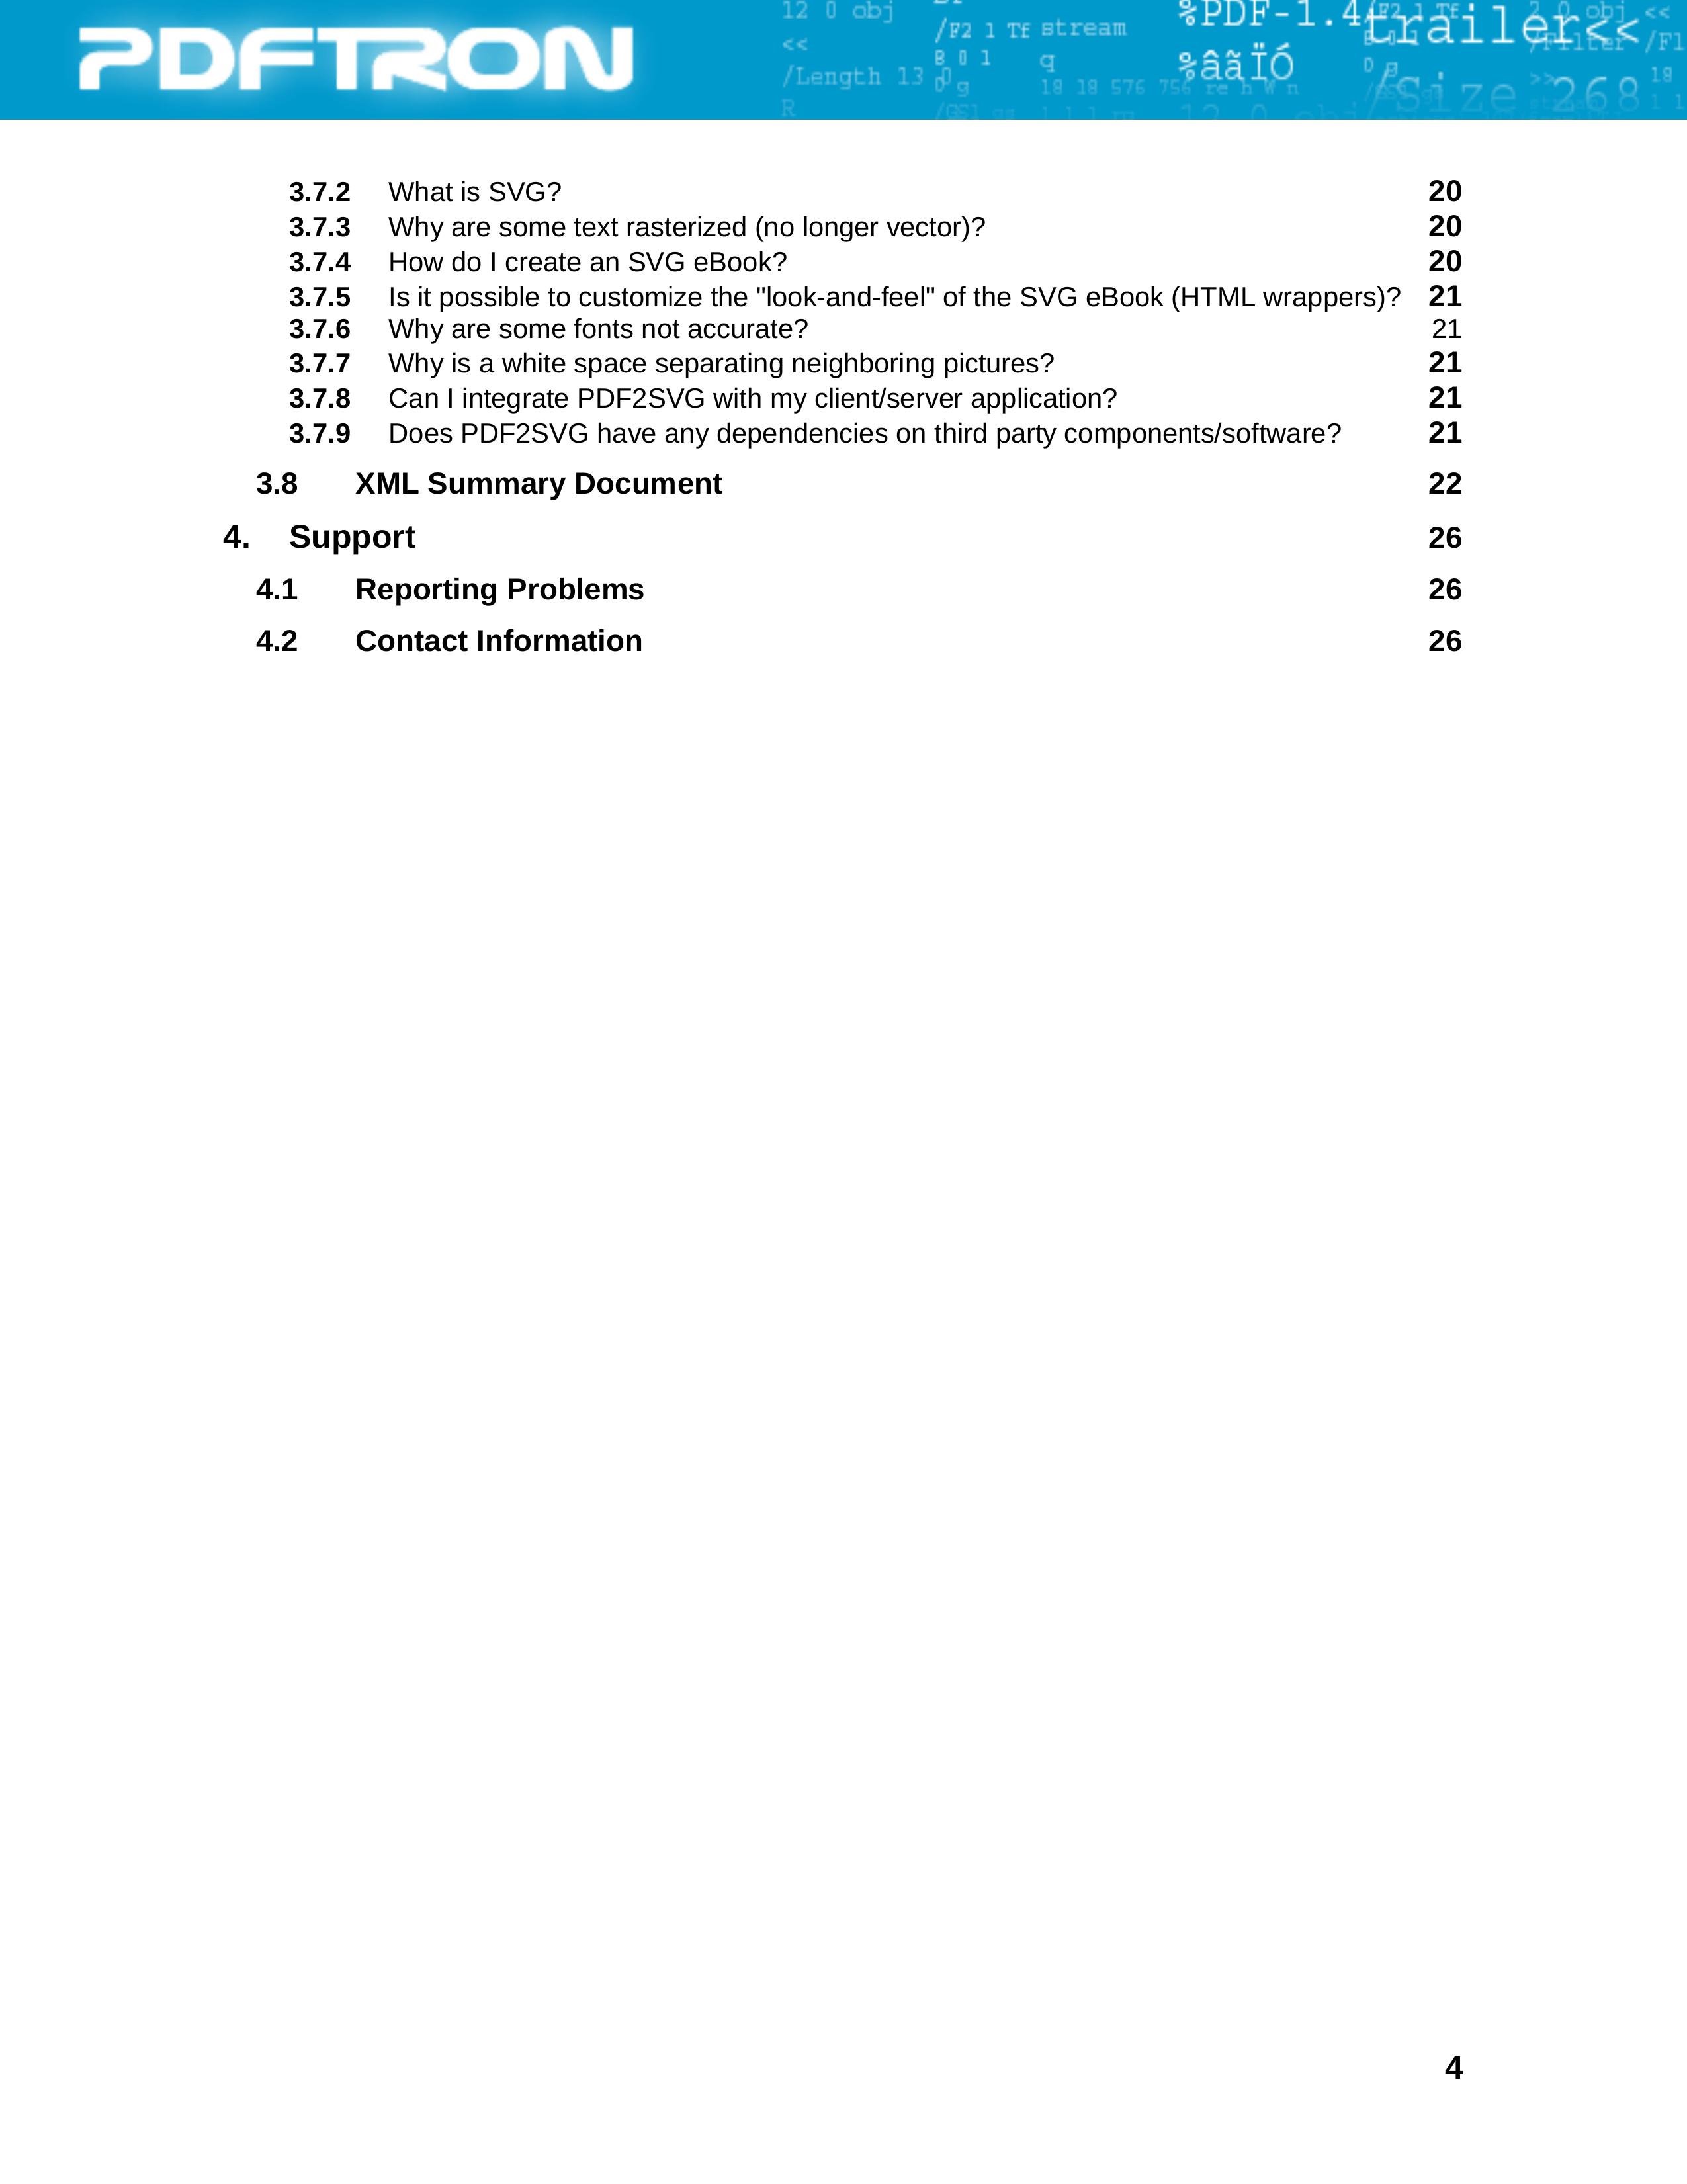 PDFTRON
12 0 obj
<<
/Length 13 0
R
/F2 1 Tf
stream
q
18 18 576 756 re h W n
%PDF-1.4
%âãÏÓ
trailer<<
/Size 268
3.7.2 What is SVG? 20
3.7.3 Why are some text rasterized (no longer vector)? 20
3.7.4 How do I create an SVG eBook? 20
3.7.5 Is it possible to customize the "look-and-feel" of the SVG eBook (HTML wrappers)? 21
3.7.6 Why are some fonts not accurate? 21
3.7.7 Why is a white space separating neighboring pictures? 21
3.7.8 Can I integrate PDF2SVG with my client/server application? 21
3.7.9 Does PDF2SVG have any dependencies on third party components/software? 21
3.8 XML Summary Document 22
4. Support 26
4.1 Reporting Problems 26
4.2 Contact Information 26
4